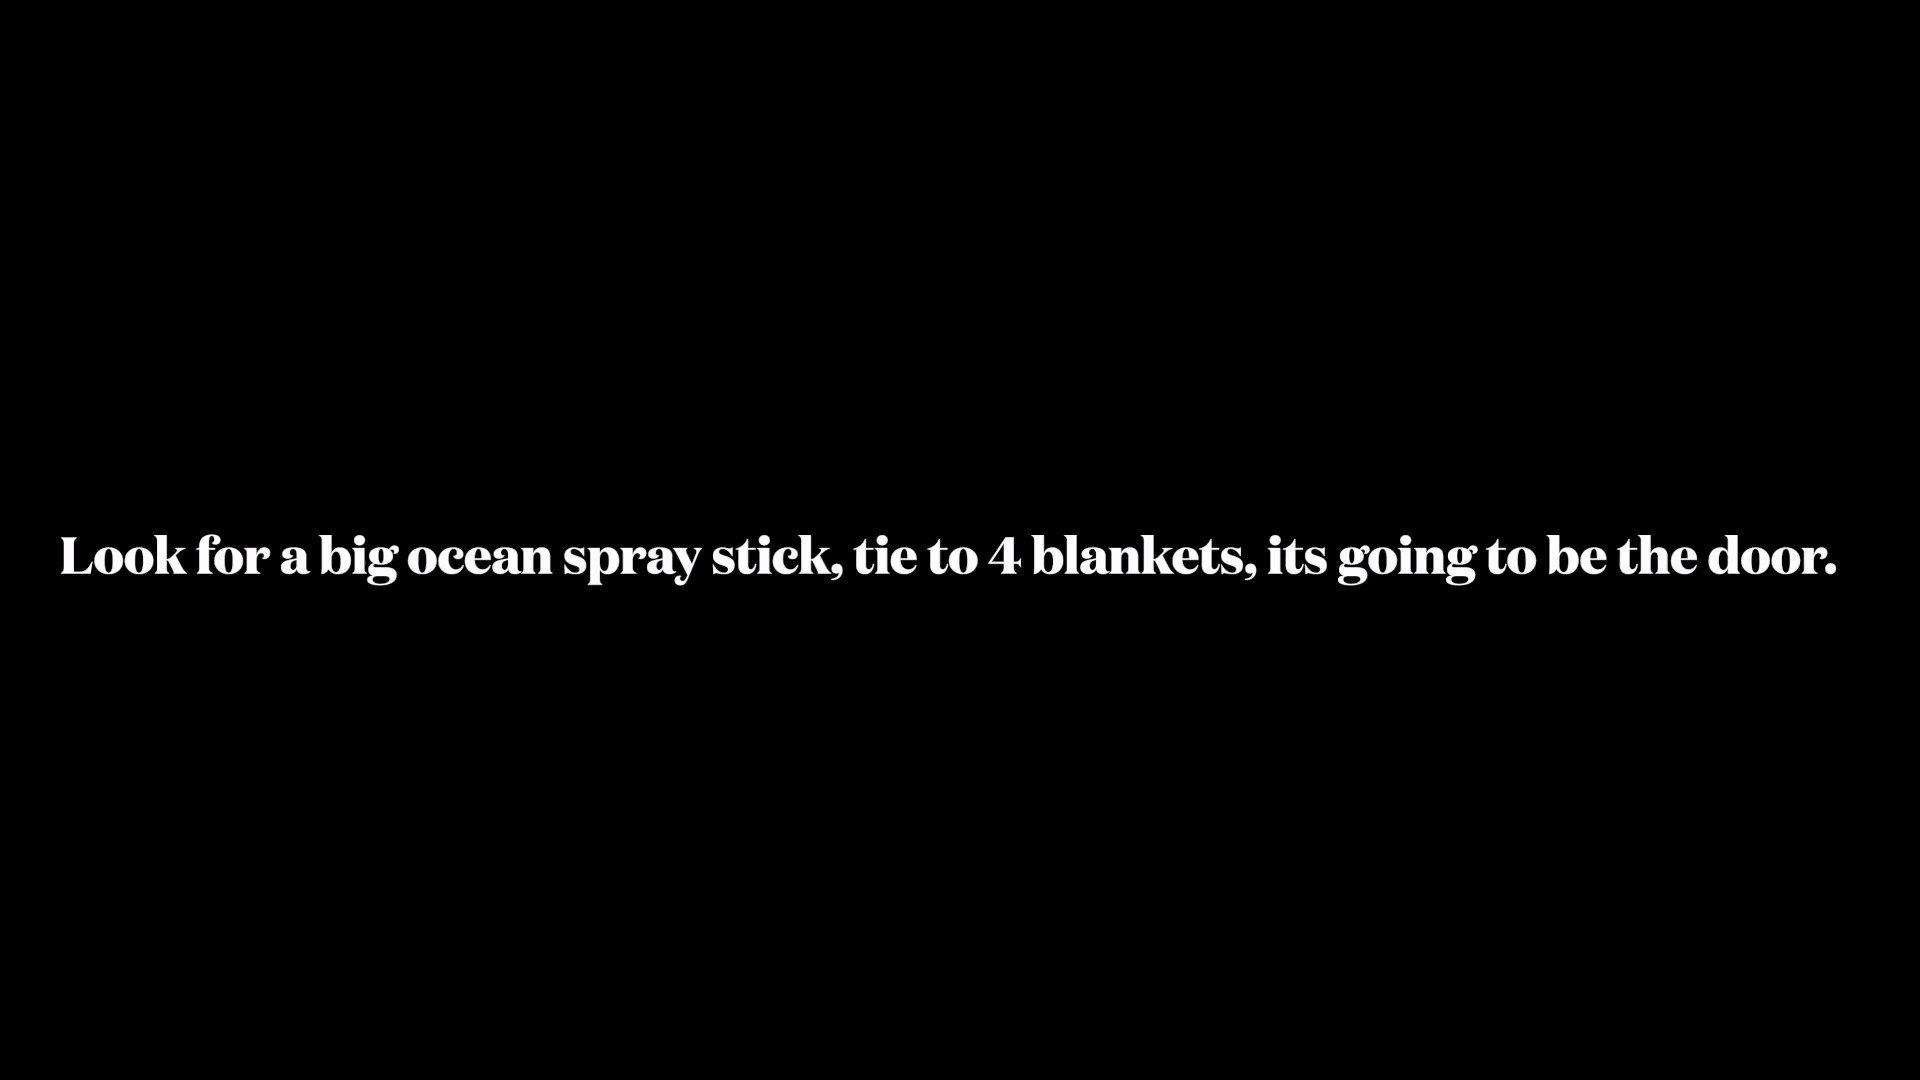 Look for a big ocean spray stick, tie to 4 blankets, its going to be the door.